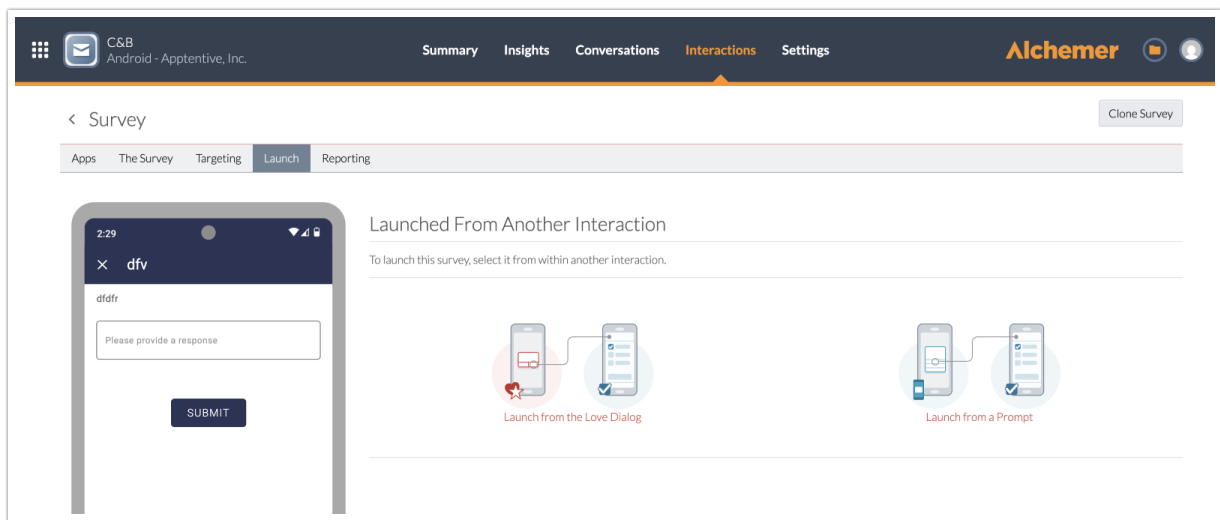 C&B
Android - Apptentive, Inc.
Summary Insights Conversations Interactions Settings
Alchemer
< Survey
Clone Survey
Apps The Survey Targeting Launch Reporting
2:29
× dfv
dfdfr
Please provide a response
SUBMIT
Launched From Another Interaction
To launch this survey, select it from within another interaction.
Launch from the Love Dialog
Launch from a Prompt